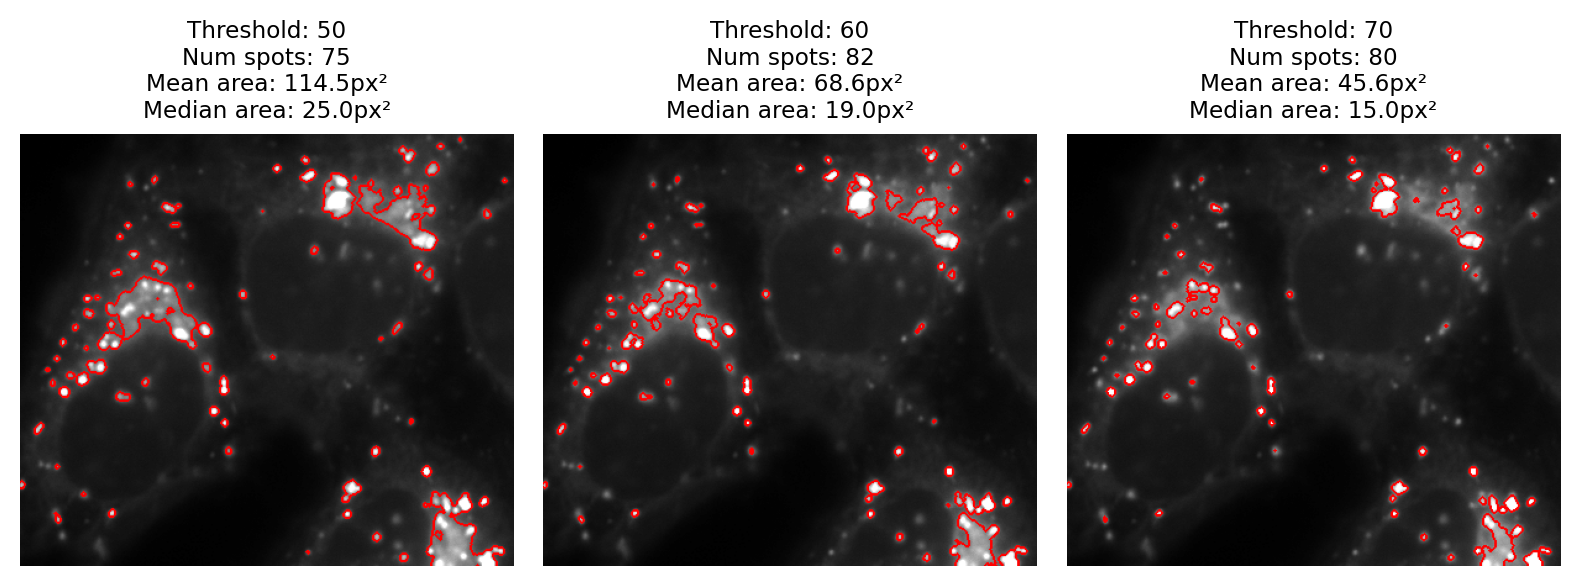 Threshold: 50
Num spots: 75
Mean area: 114.5px²
Median area: 25.0px²
Threshold: 60
Num spots: 82
Mean area: 68.6px²
Median area: 19.0px²
Threshold: 70
Num spots: 80
Mean area: 45.6px²
Median area: 15.0px²